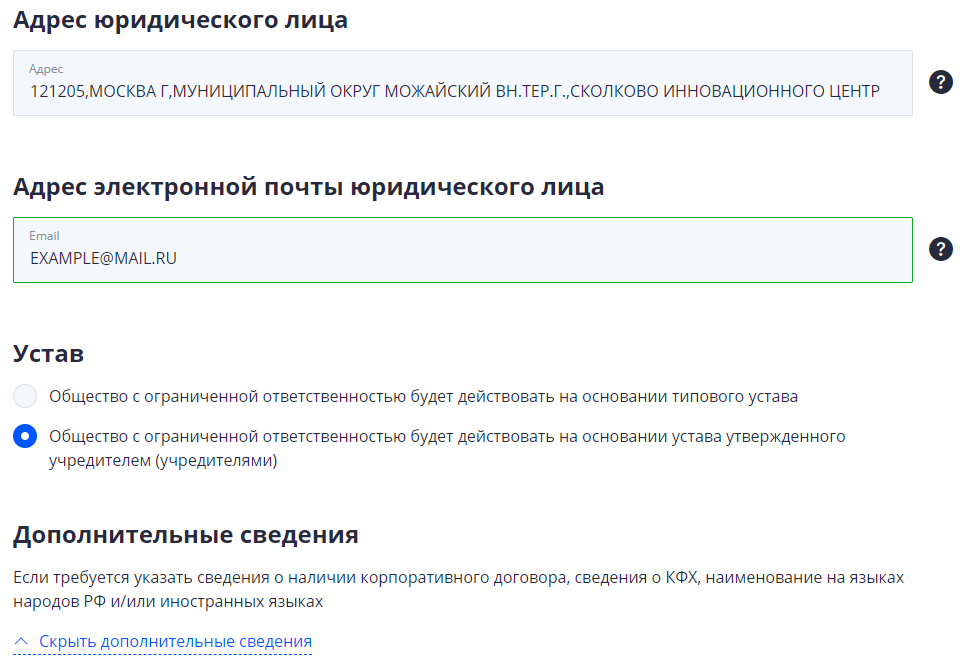 Адрес юридического лица
Адрес
121205,МОСКВА Г,МУНИЦИПАЛЬНЫЙ ОКРУГ МОЖАЙСКИЙ ВН.ТЕР.Г.,СКОЛКОВО ИННОВАЦИОННОГО ЦЕНТР
?
Адрес электронной почты юридического лица
Email
EXAMPLE@MAIL.RU
?
Устав
Общество с ограниченной ответственностью будет действовать на основании типового устава
Общество с ограниченной ответственностью будет действовать на основании устава утвержденного
учредителем (учредителями)
Дополнительные сведения
Если требуется указать сведения о наличии корпоративного договора, сведения о КФХ, наименование на языках
народов РФ и/или иностранных языках
Скрыть дополнительные сведения